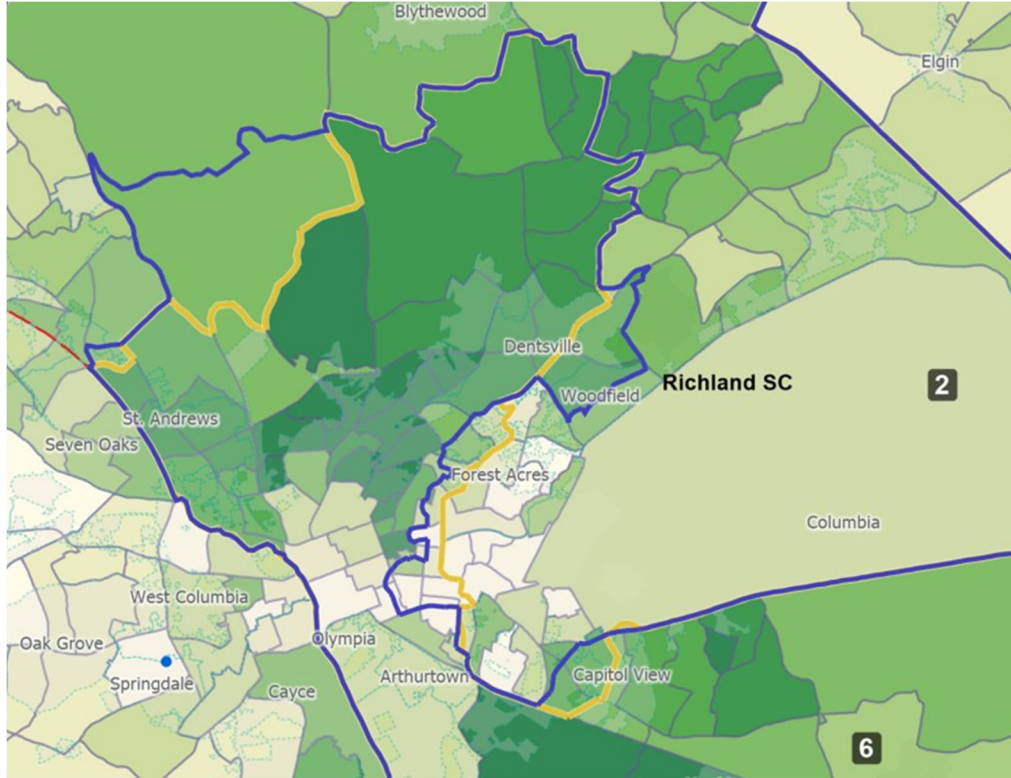 Blythewood
Elgin
Dentsville
Richland SC
2
Woodfield
St. Andrews
Seven Oaks
Forest Acres
Columbia
West Columbia
Oak Grove
Olympia
Springdale
Arthurtown
Capitol View
Cayce
6